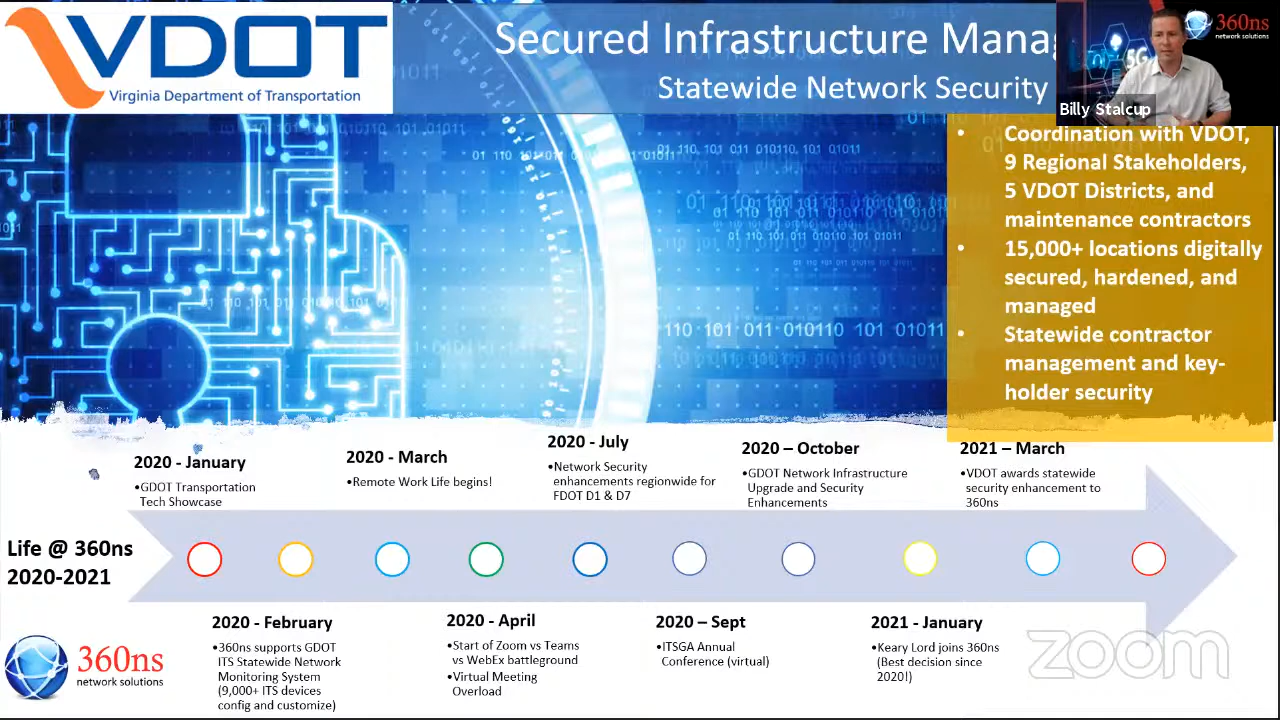 VDOT
Virginia Department of Transportation
Secured Infrastructure Mana
Statewide Network Security
5G
360ns
network solutions
Billy Stalcup
• Coordination with VDOT,
9 Regional Stakeholders,
5 VDOT Districts, and
maintenance contractors
• 15,000+ locations digitally
secured, hardened, and
managed
• Statewide contractor
management and key-
holder security
2020 - January
•GDOT Transportation
Tech Showcase
2020 - March
•Remote Work Life begins!
2020 - July
•Network Security
enhancements regionwide for
FDOT D1 & D7
2020 – October
•GDOT Network Infrastructure
Upgrade and Security
Enhancements
2021 – March
•VDOT awards statewide
security enhancement to
360ns
Life @ 360ns
2020-2021
2020 - February
•360ns supports GDOT
ITS Statewide Network
Monitoring System
(9,000+ ITS devices
config and customize)
2020 - April
•Start of Zoom vs Teams
vs WebEx battleground
•Virtual Meeting
Overload
2020 – Sept
•ITSGA Annual
Conference (virtual)
2021 - January
•Keary Lord joins 360ns
(Best decision since
2020!)
360ns
network solutions
zoom